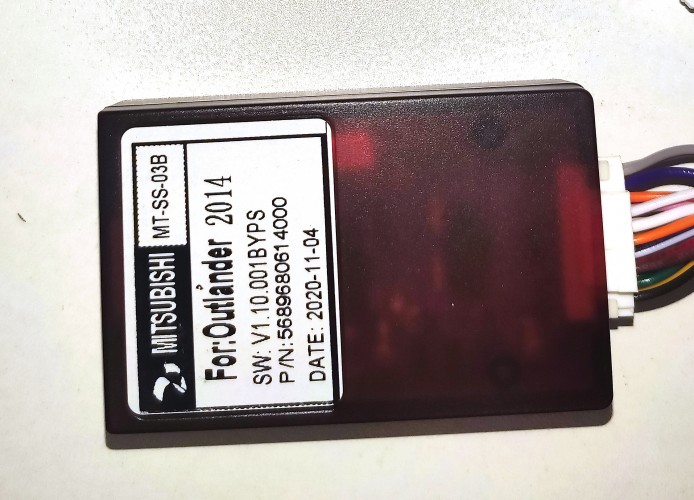 MITSUBISHI MT-SS-03B
For:Outlander 2014
SW: V1.10.001BYPS
P/N:5689680614000
DATE: 2020-11-04